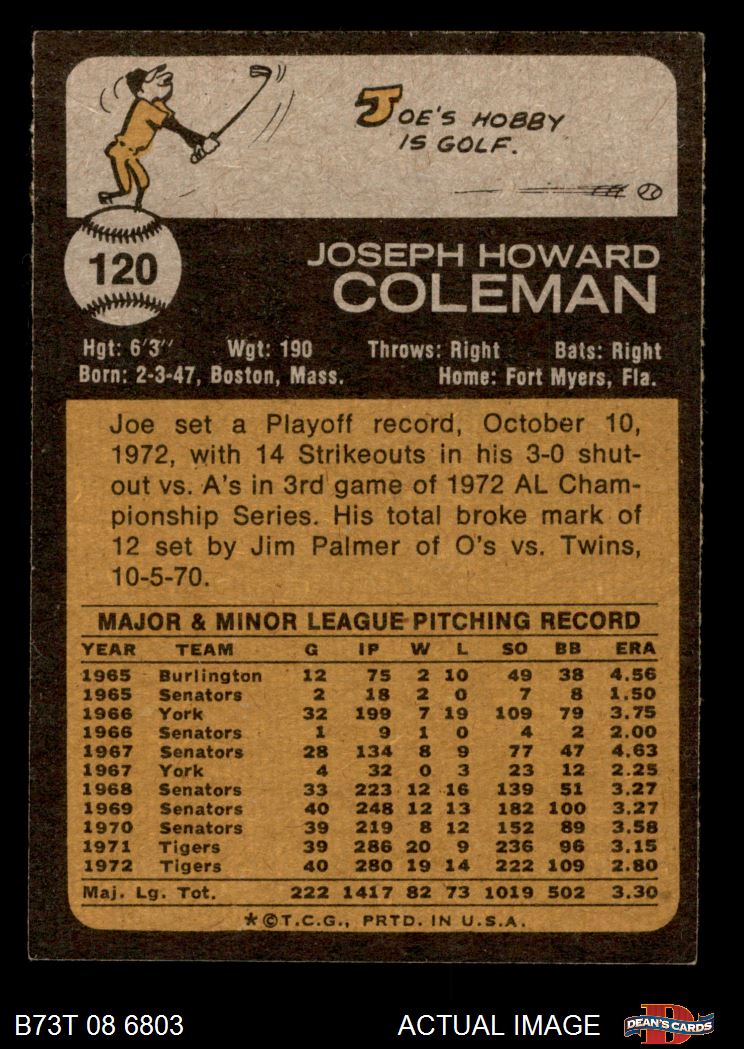 JOE'S HOBBY
IS GOLF.
120
JOSEPH HOWARD
COLEMAN
Hgt: 6'3" Wgt: 190 Throws: Right Bats: Right
Born: 2-3-47, Boston, Mass. Home: Fort Myers, Fla.
Joe set a Playoff record, October 10,
1972, with 14 Strikeouts in his 3-0 shut-
out vs. A's in 3rd game of 1972 AL Cham-
pionship Series. His total broke mark of
12 set by Jim Palmer of O's vs. Twins,
10-5-70.
MAJOR & MINOR LEAGUE PITCHING RECORD
YEAR TEAM G IP W L SO BB ERA
1965 Burlington 12 75 2 10 49 38 4.56
1965 Senators 2 18 2 0 7 8 1.50
1966 York 32 199 7 19 109 79 3.75
1966 Senators 1 9 1 0 4 2 2.00
1967 Senators 28 134 8 9 77 47 4.63
1967 York 4 32 0 3 23 12 2.25
1968 Senators 33 223 12 16 139 51 3.27
1969 Senators 40 248 12 13 182 100 3.27
1970 Senators 39 219 8 12 152 89 3.58
1971 Tigers 39 286 20 9 236 96 3.15
1972 Tigers 40 280 19 14 222 109 2.80
Maj. Lg. Tot. 222 1417 82 73 1019 502 3.30
*©T.C.G., PRTD. IN U.S.A.
B73T 08 6803 ACTUAL IMAGE D DEAN'S CARDS